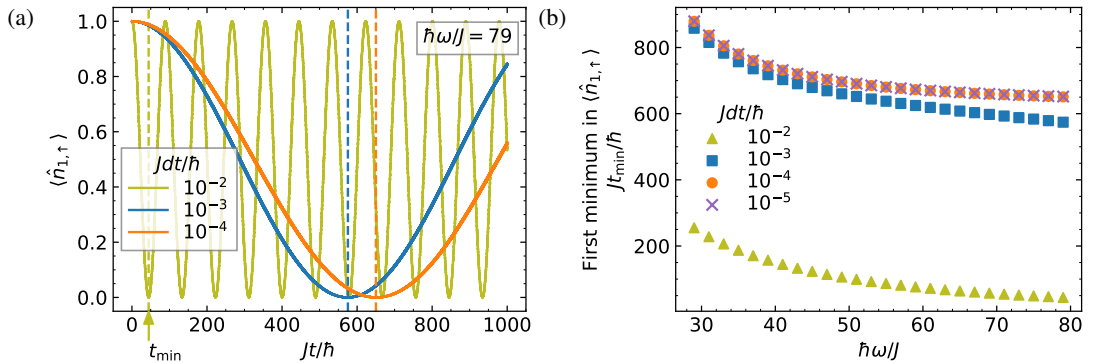 (a)
1.0
0.8
0.6
0.4
0.2
0.0
⟨n̂1,↑⟩
ħω/J = 79
Jdt/ħ
10⁻²
10⁻³
10⁻⁴
0 200 400 600 800 1000
tmin
Jt/ħ
(b)
800
600
400
200
First minimum in ⟨n̂1,↑⟩
Jtmin/ħ
Jdt/ħ
10⁻²
10⁻³
10⁻⁴
10⁻⁵
30 40 50 60 70 80
ħω/J